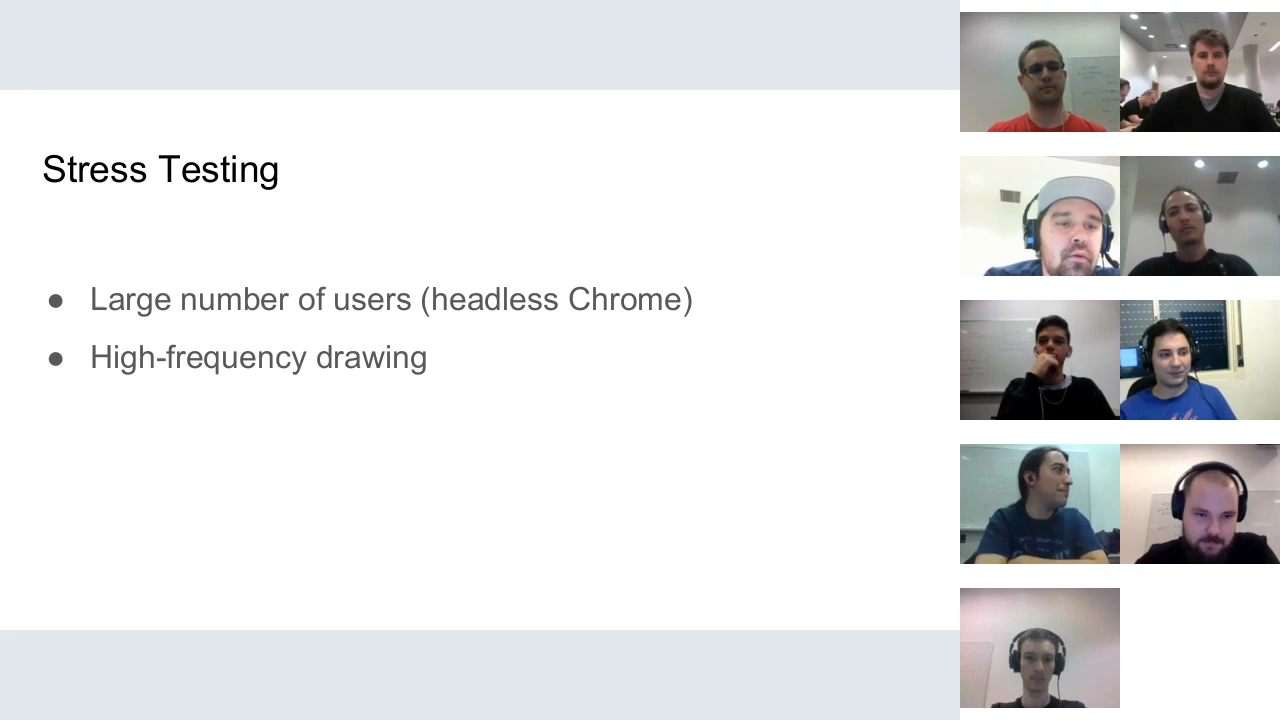 Stress Testing
● Large number of users (headless Chrome)
● High-frequency drawing